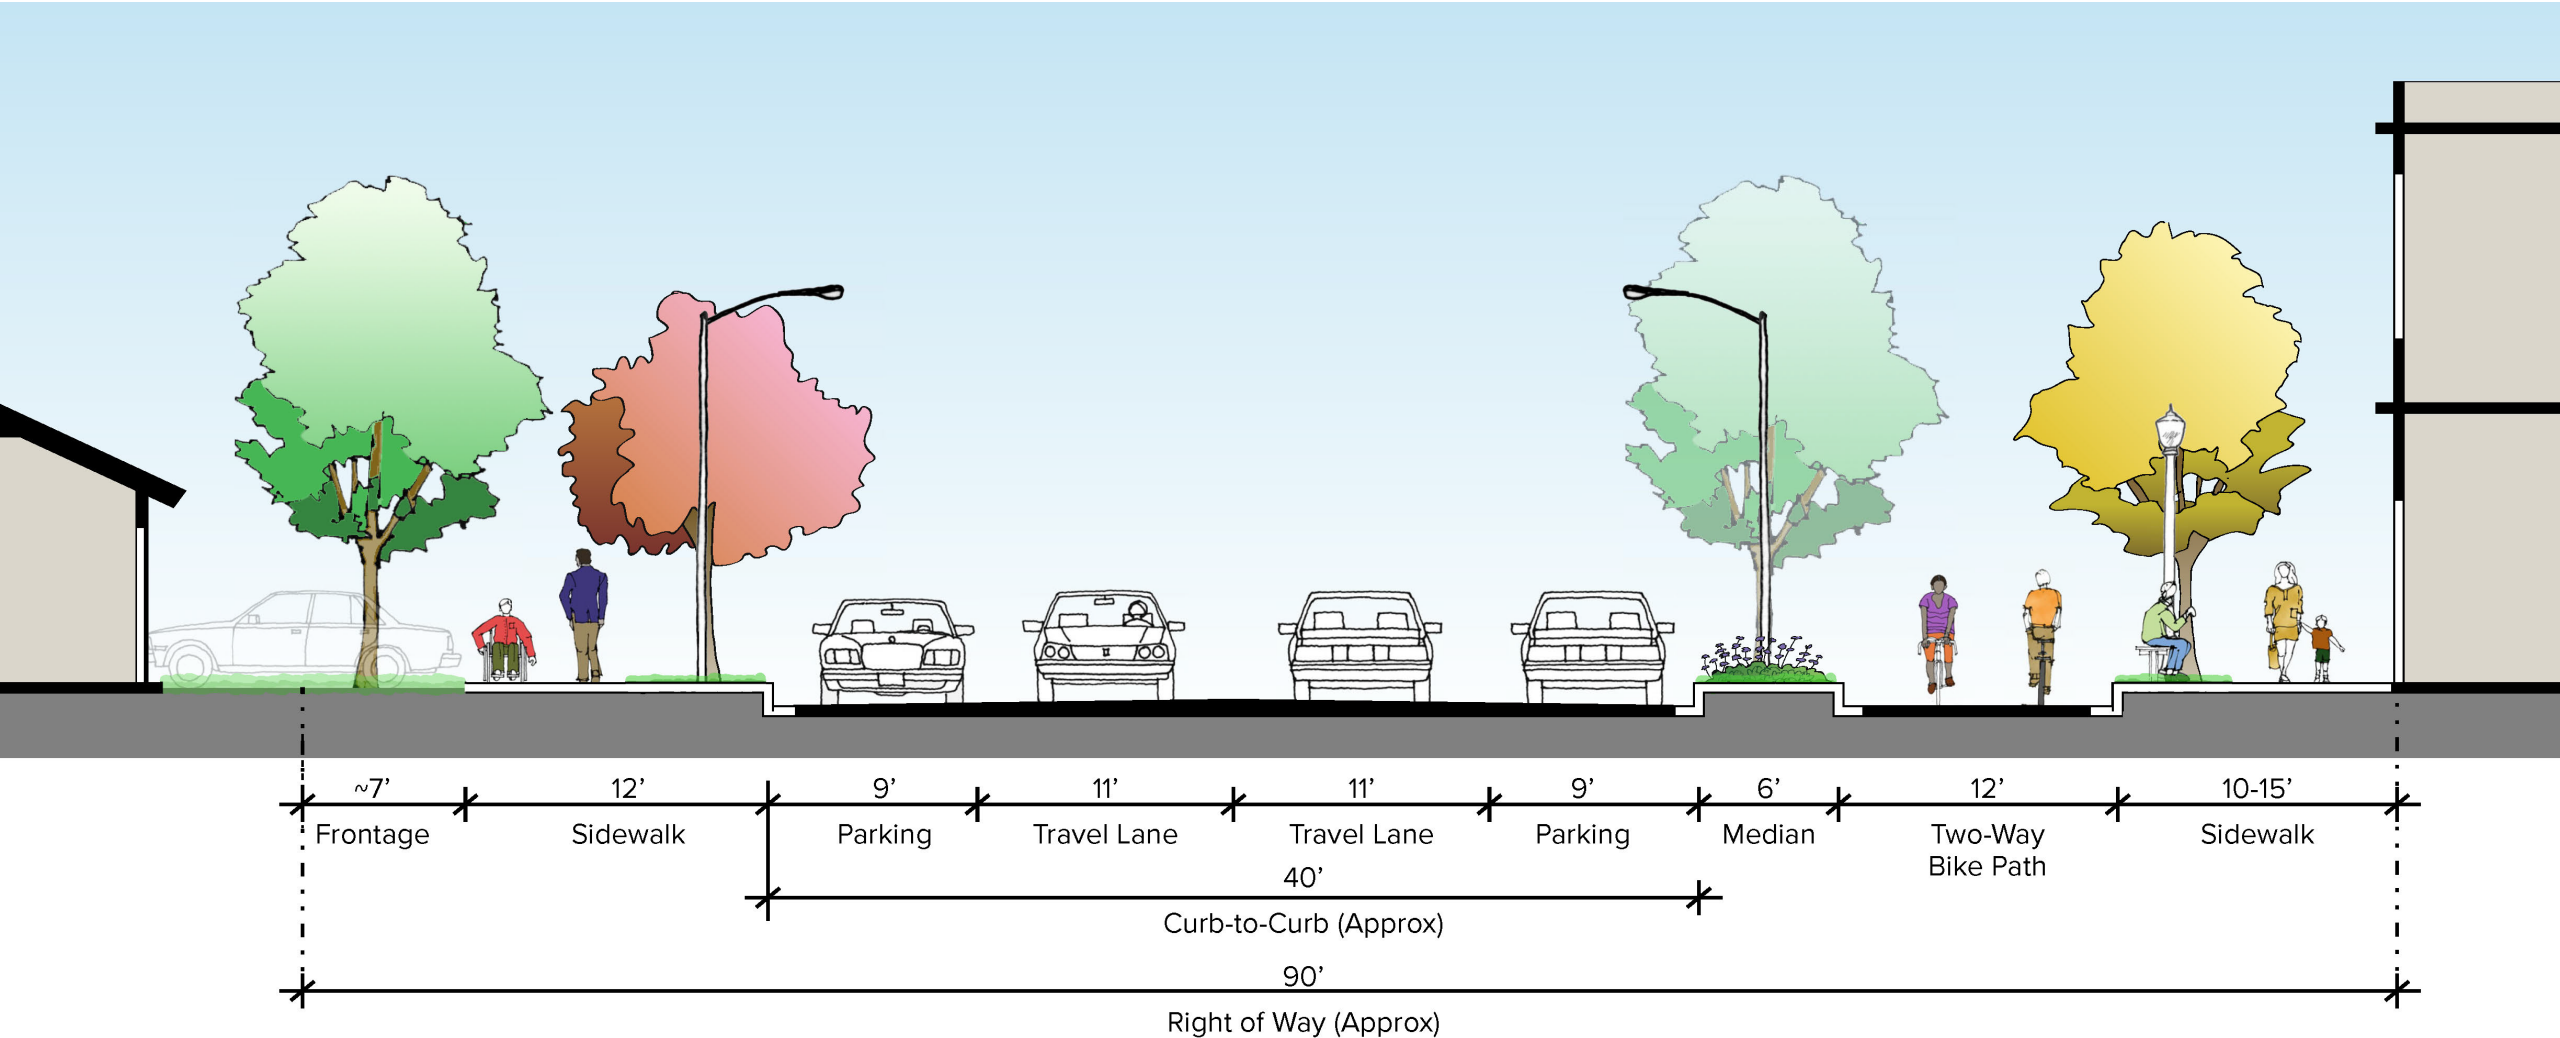 ~7’ 12’ 9’ 11’ 11’ 9’ 6’ 12’ 10-15’
Frontage Sidewalk Parking Travel Lane Travel Lane Parking Median Two-Way Sidewalk
Bike Path
40’
Curb-to-Curb (Approx)
90’
Right of Way (Approx)